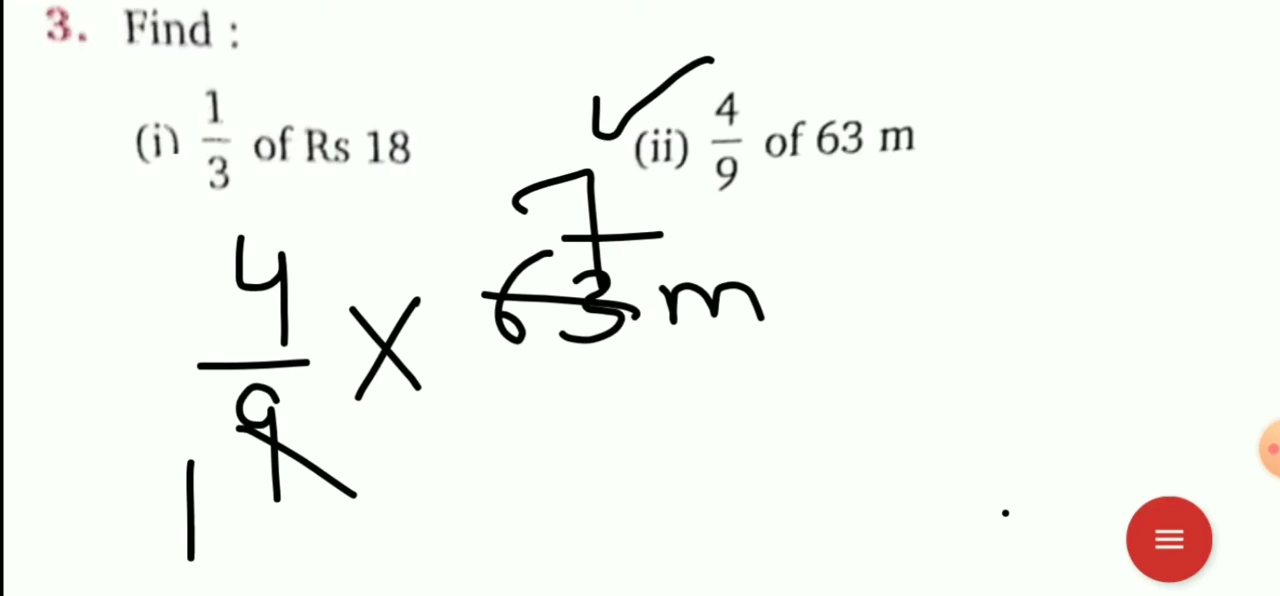 3. Find :
(i) 1/3 of Rs 18 (ii) 4/9 of 63 m
7
4/9 × 63 m
1